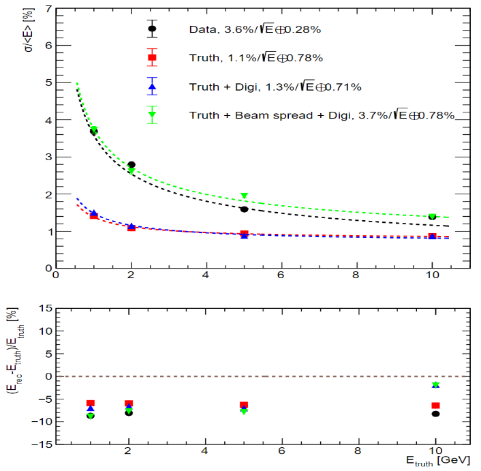 σ/<E> [%]
7
6
5
4
3
2
1
0
Data, 3.6%/√E⊕0.28%
Truth, 1.1%/√E⊕0.78%
Truth + Digi, 1.3%/√E⊕0.71%
Truth + Beam spread + Digi, 3.7%/√E⊕0.78%
0 2 4 6 8 10
(E_rec-E_truth)/E_truth [%]
15
10
5
0
−5
−10
−15
2 4 6 8 10
E_truth [GeV]